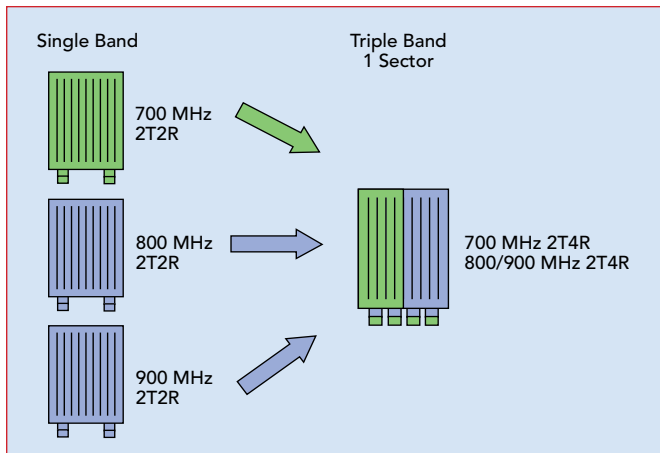 Single Band
Triple Band
1 Sector
700 MHz
2T2R
800 MHz
2T2R
700 MHz 2T4R
800/900 MHz 2T4R
900 MHz
2T2R